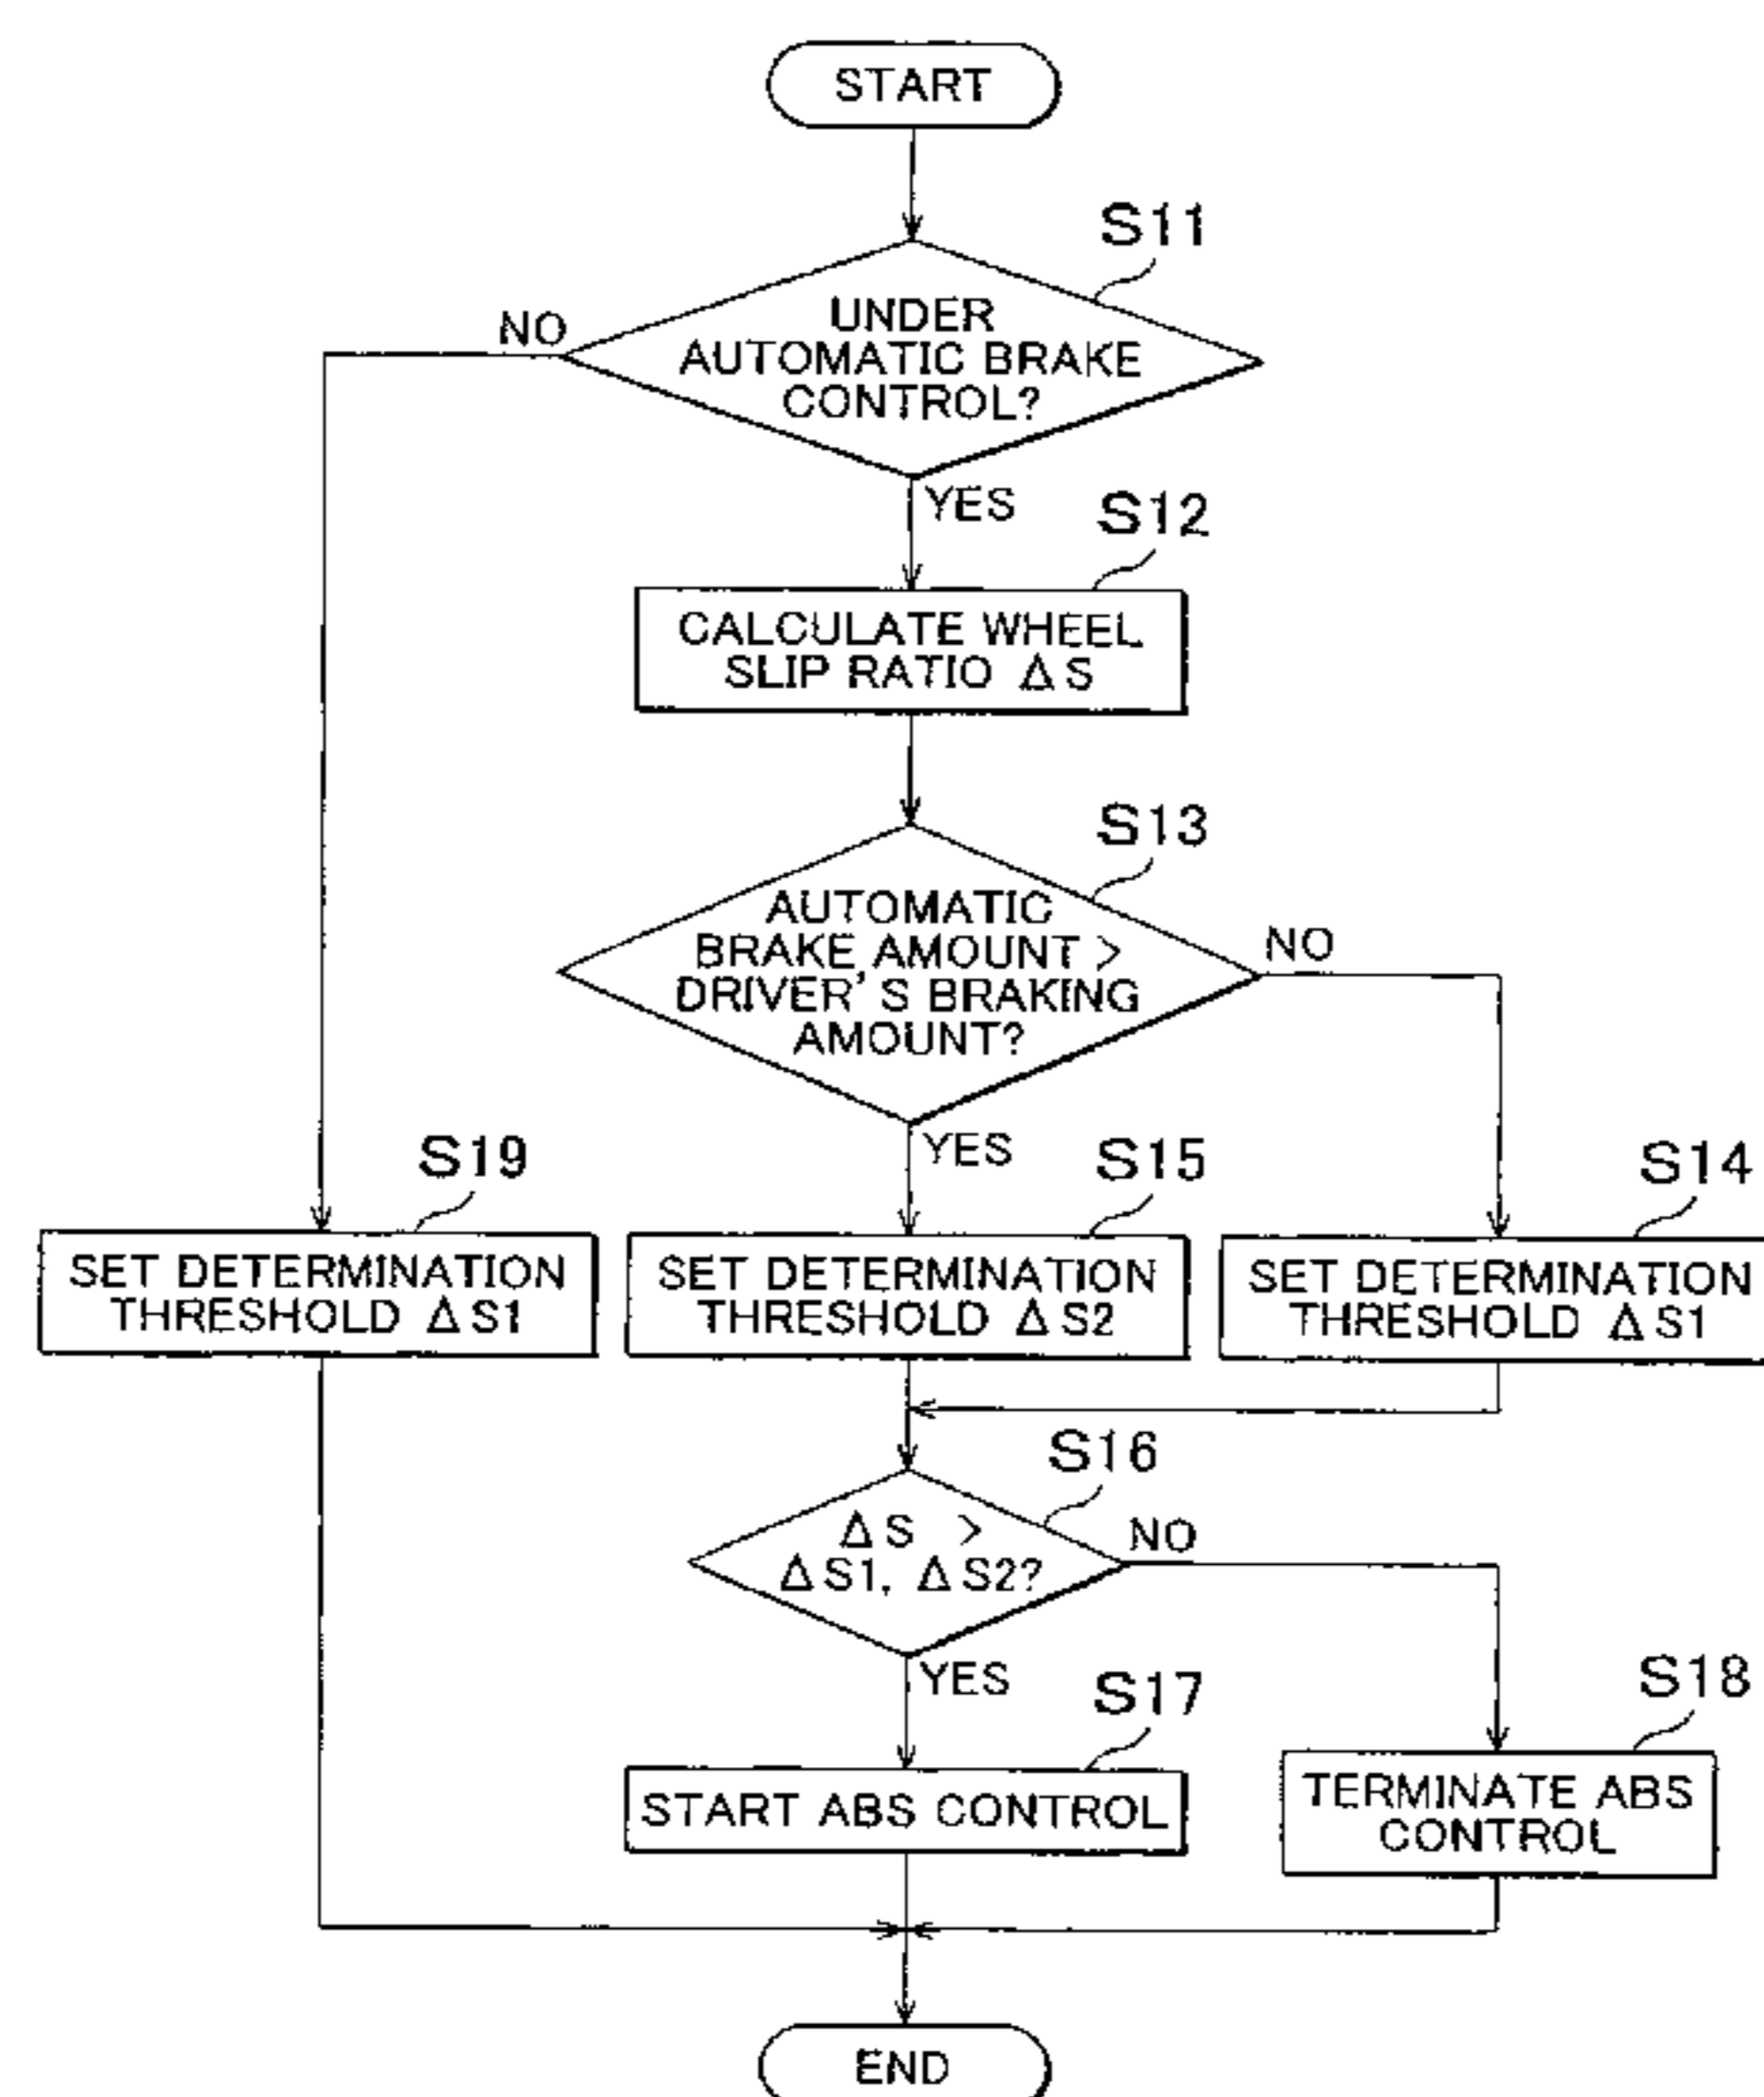 START
S11
UNDER
AUTOMATIC BRAKE
CONTROL?
NO
YES
S12
CALCULATE WHEEL
SLIP RATIO ΔS
S13
AUTOMATIC
BRAKE AMOUNT >
DRIVER'S BRAKING
AMOUNT?
NO
YES
S19
SET DETERMINATION
THRESHOLD ΔS1
S15
SET DETERMINATION
THRESHOLD ΔS2
S14
SET DETERMINATION
THRESHOLD ΔS1
S16
ΔS >
ΔS1, ΔS2?
NO
YES
S17
START ABS CONTROL
S18
TERMINATE ABS
CONTROL
END